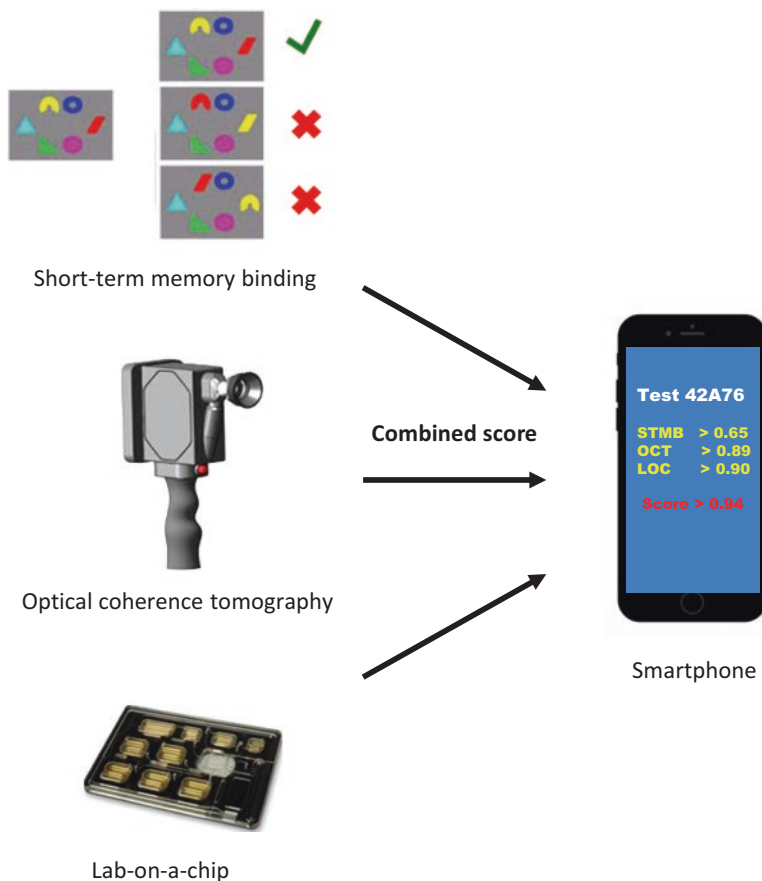 Short-term memory binding
Combined score
Optical coherence tomography
Lab-on-a-chip
Test 42A76
STMB > 0.65
OCT > 0.89
LOC > 0.90
Score > 0.94
Smartphone